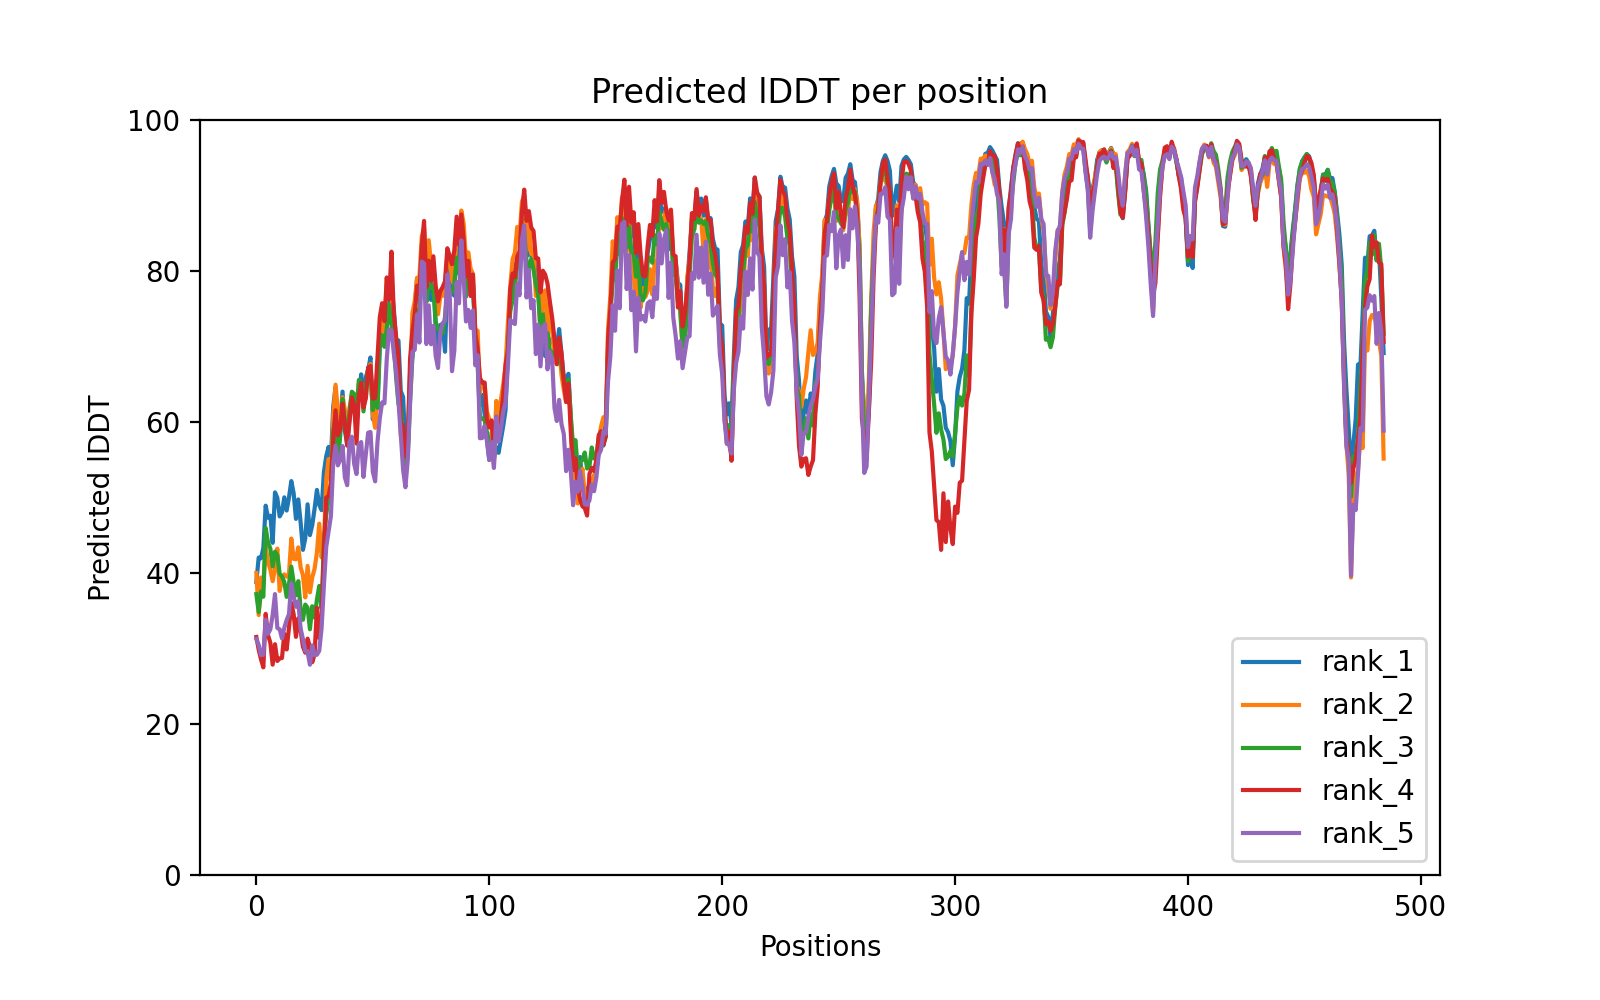 Predicted lDDT per position
100
80
60
40
20
0
Predicted lDDT
0 100 200 300 400 500
Positions
rank_1
rank_2
rank_3
rank_4
rank_5